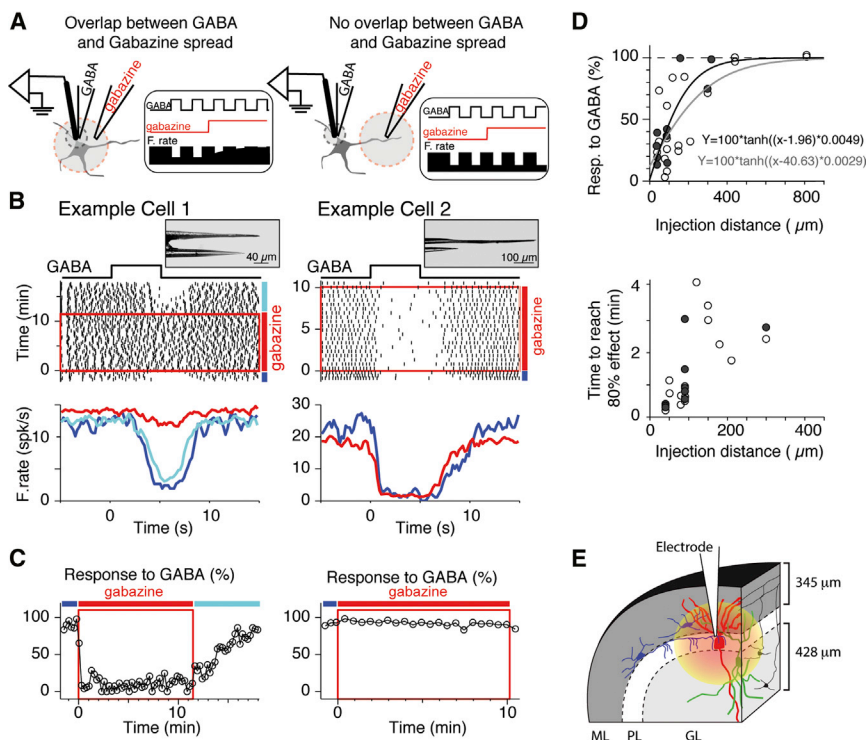 A
Overlap between GABA
and Gabazine spread
GABA
gabazine
GABA
gabazine
F. rate
No overlap between GABA
and Gabazine spread
GABA
gabazine
GABA
gabazine
F. rate
B
Example Cell 1
40 µm
GABA
Time (min)
10
0
gabazine
F.rate (spk/s)
10
0
0
10
Time (s)
Example Cell 2
100 µm
GABA
10
5
0
gabazine
30
20
10
0
0
10
Time (s)
C
Response to GABA (%)
gabazine
100
50
0
0
10
Time (min)
Response to GABA (%)
gabazine
100
50
0
0
10
Time (min)
D
Resp. to GABA (%)
100
50
0
Y=100*tanh((x-1.96)*0.0049)
Y=100*tanh((x-40.63)*0.0029)
0
400
800
Injection distance ( µm)
Time to reach
80% effect (min)
4
2
0
0
200
400
Injection distance ( µm)
E
Electrode
345 µm
428 µm
ML
PL
GL